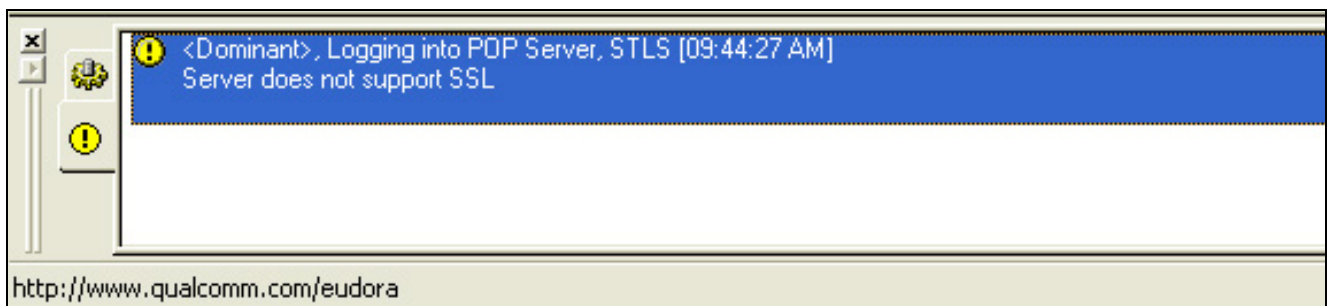 <Dominant>, Logging into POP Server, STLS [09:44:27 AM]
Server does not support SSL
http://www.qualcomm.com/eudora